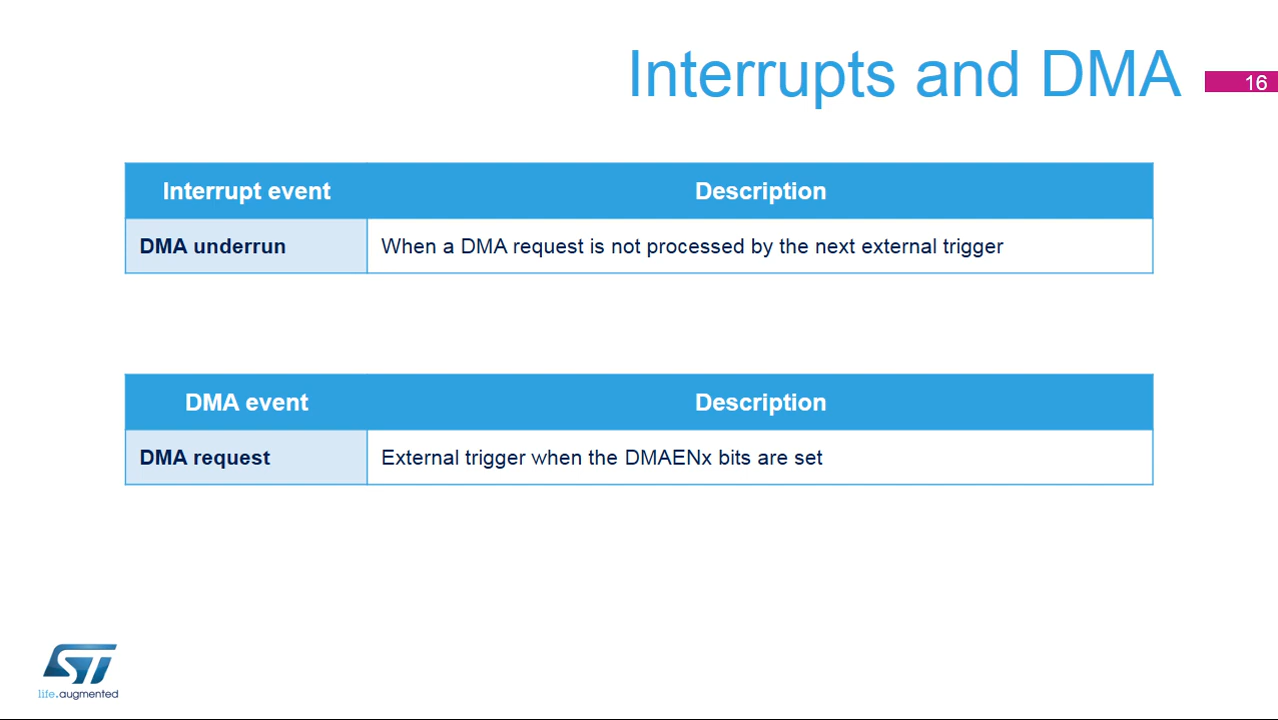 Interrupts and DMA
16
Interrupt event Description
DMA underrun When a DMA request is not processed by the next external trigger
DMA event Description
DMA request External trigger when the DMAENx bits are set
ST
life.augmented